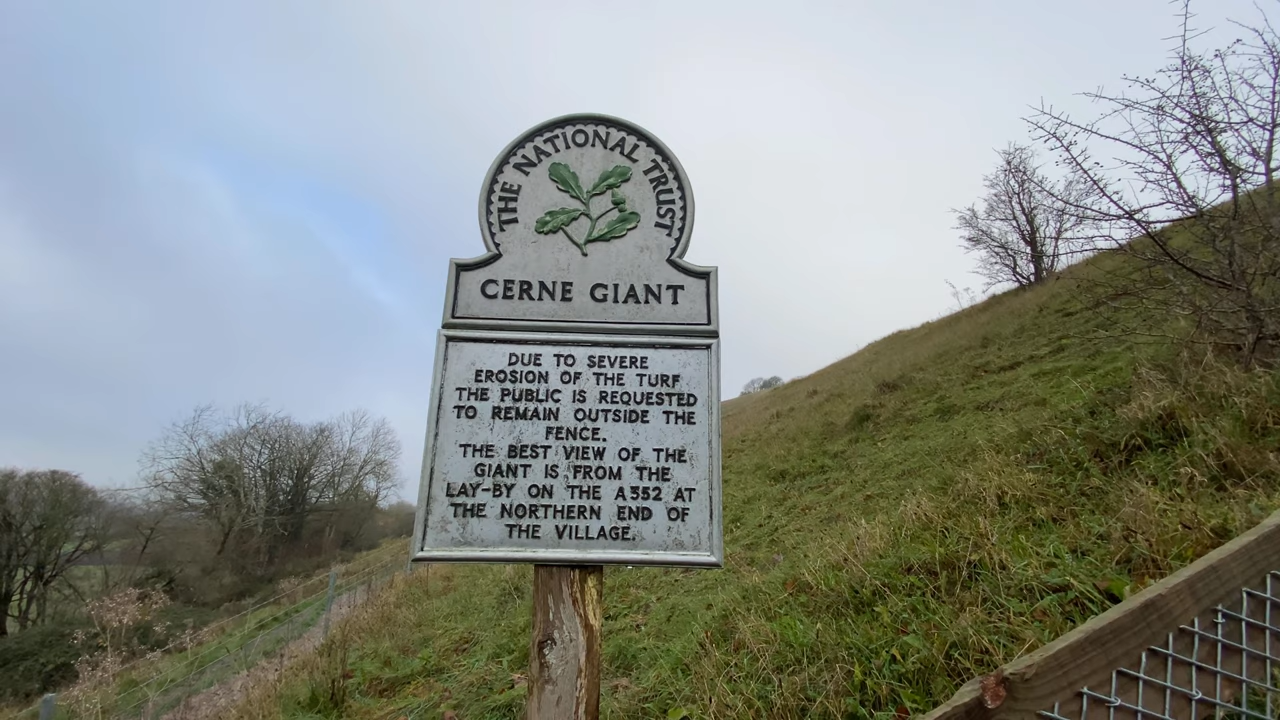 THE NATIONAL TRUST
CERNE GIANT
DUE TO SEVERE
EROSION OF THE TURF
THE PUBLIC IS REQUESTED
TO REMAIN OUTSIDE THE
FENCE.
THE BEST VIEW OF THE
GIANT IS FROM THE
LAY-BY ON THE A352 AT
THE NORTHERN END OF
THE VILLAGE.